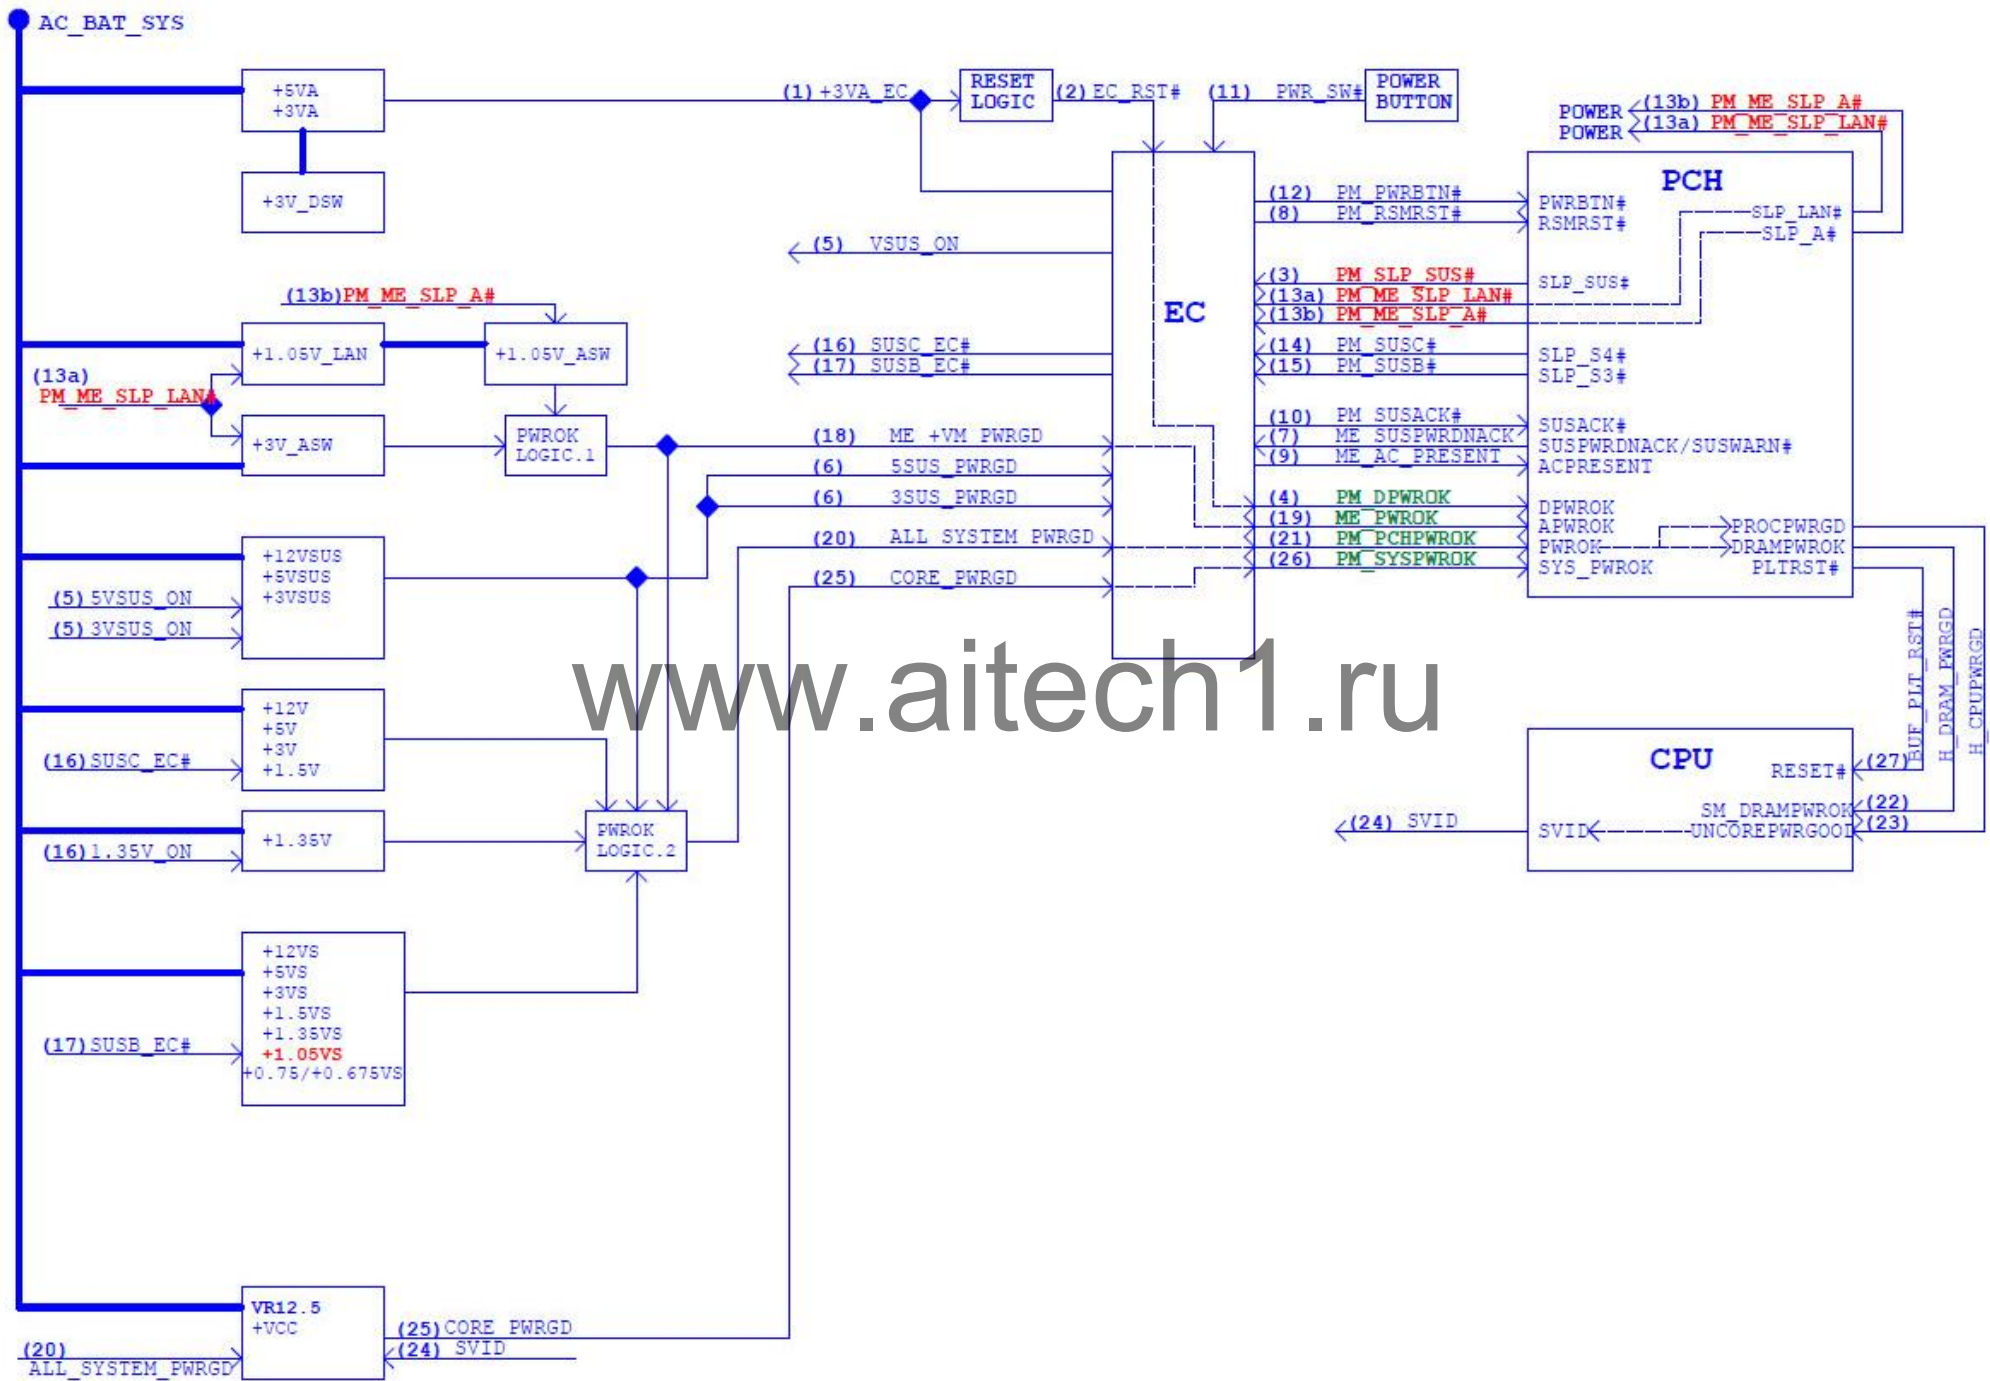 AC_BAT_SYS
+5VA
+3VA
+3V_DSW
(1) +3VA_EC
RESET
LOGIC
(2) EC_RST#
(11) PWR_SW#
POWER
BUTTON
POWER (13b) PM_ME_SLP_A#
POWER (13a) PM_ME_SLP_LAN#
EC
(12) PM_PWRBTN#
(8) PM_RSMRST#
(3) PM_SLP_SUS#
(13a) PM_ME_SLP_LAN#
(13b) PM_ME_SLP_A#
(14) PM_SUSC#
(15) PM_SUSB#
(10) PM_SUSACK#
(7) ME_SUSPWRDNACK
(9) ME_AC_PRESENT
(4) PM_DPWROK
(19) ME_PWROK
(21) PM_PCHPWROK
(26) PM_SYSPWROK
PCH
PWRBTN#
RSMRST#
SLP_LAN#
SLP_A#
SLP_SUS#
SLP_S4#
SLP_S3#
SUSACK#
SUSPWRDNACK/SUSWARN#
ACPRESENT
DPWROK
APWROK
PWROK
SYS_PWROK
PROCPWRGD
DRAMPWROK
PLTRST#
(5) VSUS_ON
(16) SUSC_EC#
(17) SUSB_EC#
(18) ME_+VM_PWRGD
(6) 5SUS_PWRGD
(6) 3SUS_PWRGD
(20) ALL_SYSTEM_PWRGD
(25) CORE_PWRGD
(13b) PM_ME_SLP_A#
+1.05V_LAN
+1.05V_ASW
(13a)
PM_ME_SLP_LAN#
+3V_ASW
PWROK
LOGIC.1
+12VSUS
+5VSUS
+3VSUS
(5) 5VSUS_ON
(5) 3VSUS_ON
www.aitech1.ru
+12V
+5V
+3V
+1.5V
(16) SUSC_EC#
+1.35V
(16) 1.35V_ON
PWROK
LOGIC.2
BUF_PLT_RST#
H_DRAM_PWRGD
H_CPUPWRGD
CPU
RESET#
(27)
SM_DRAMPWROK
(22)
UNCOREPWRGOOD
(23)
SVID
(24) SVID
+12VS
+5VS
+3VS
+1.5VS
+1.35VS
+1.05VS
+0.75/+0.675VS
(17) SUSB_EC#
VR12.5
+VCC
(25) CORE_PWRGD
(24) SVID
(20)
ALL_SYSTEM_PWRGD